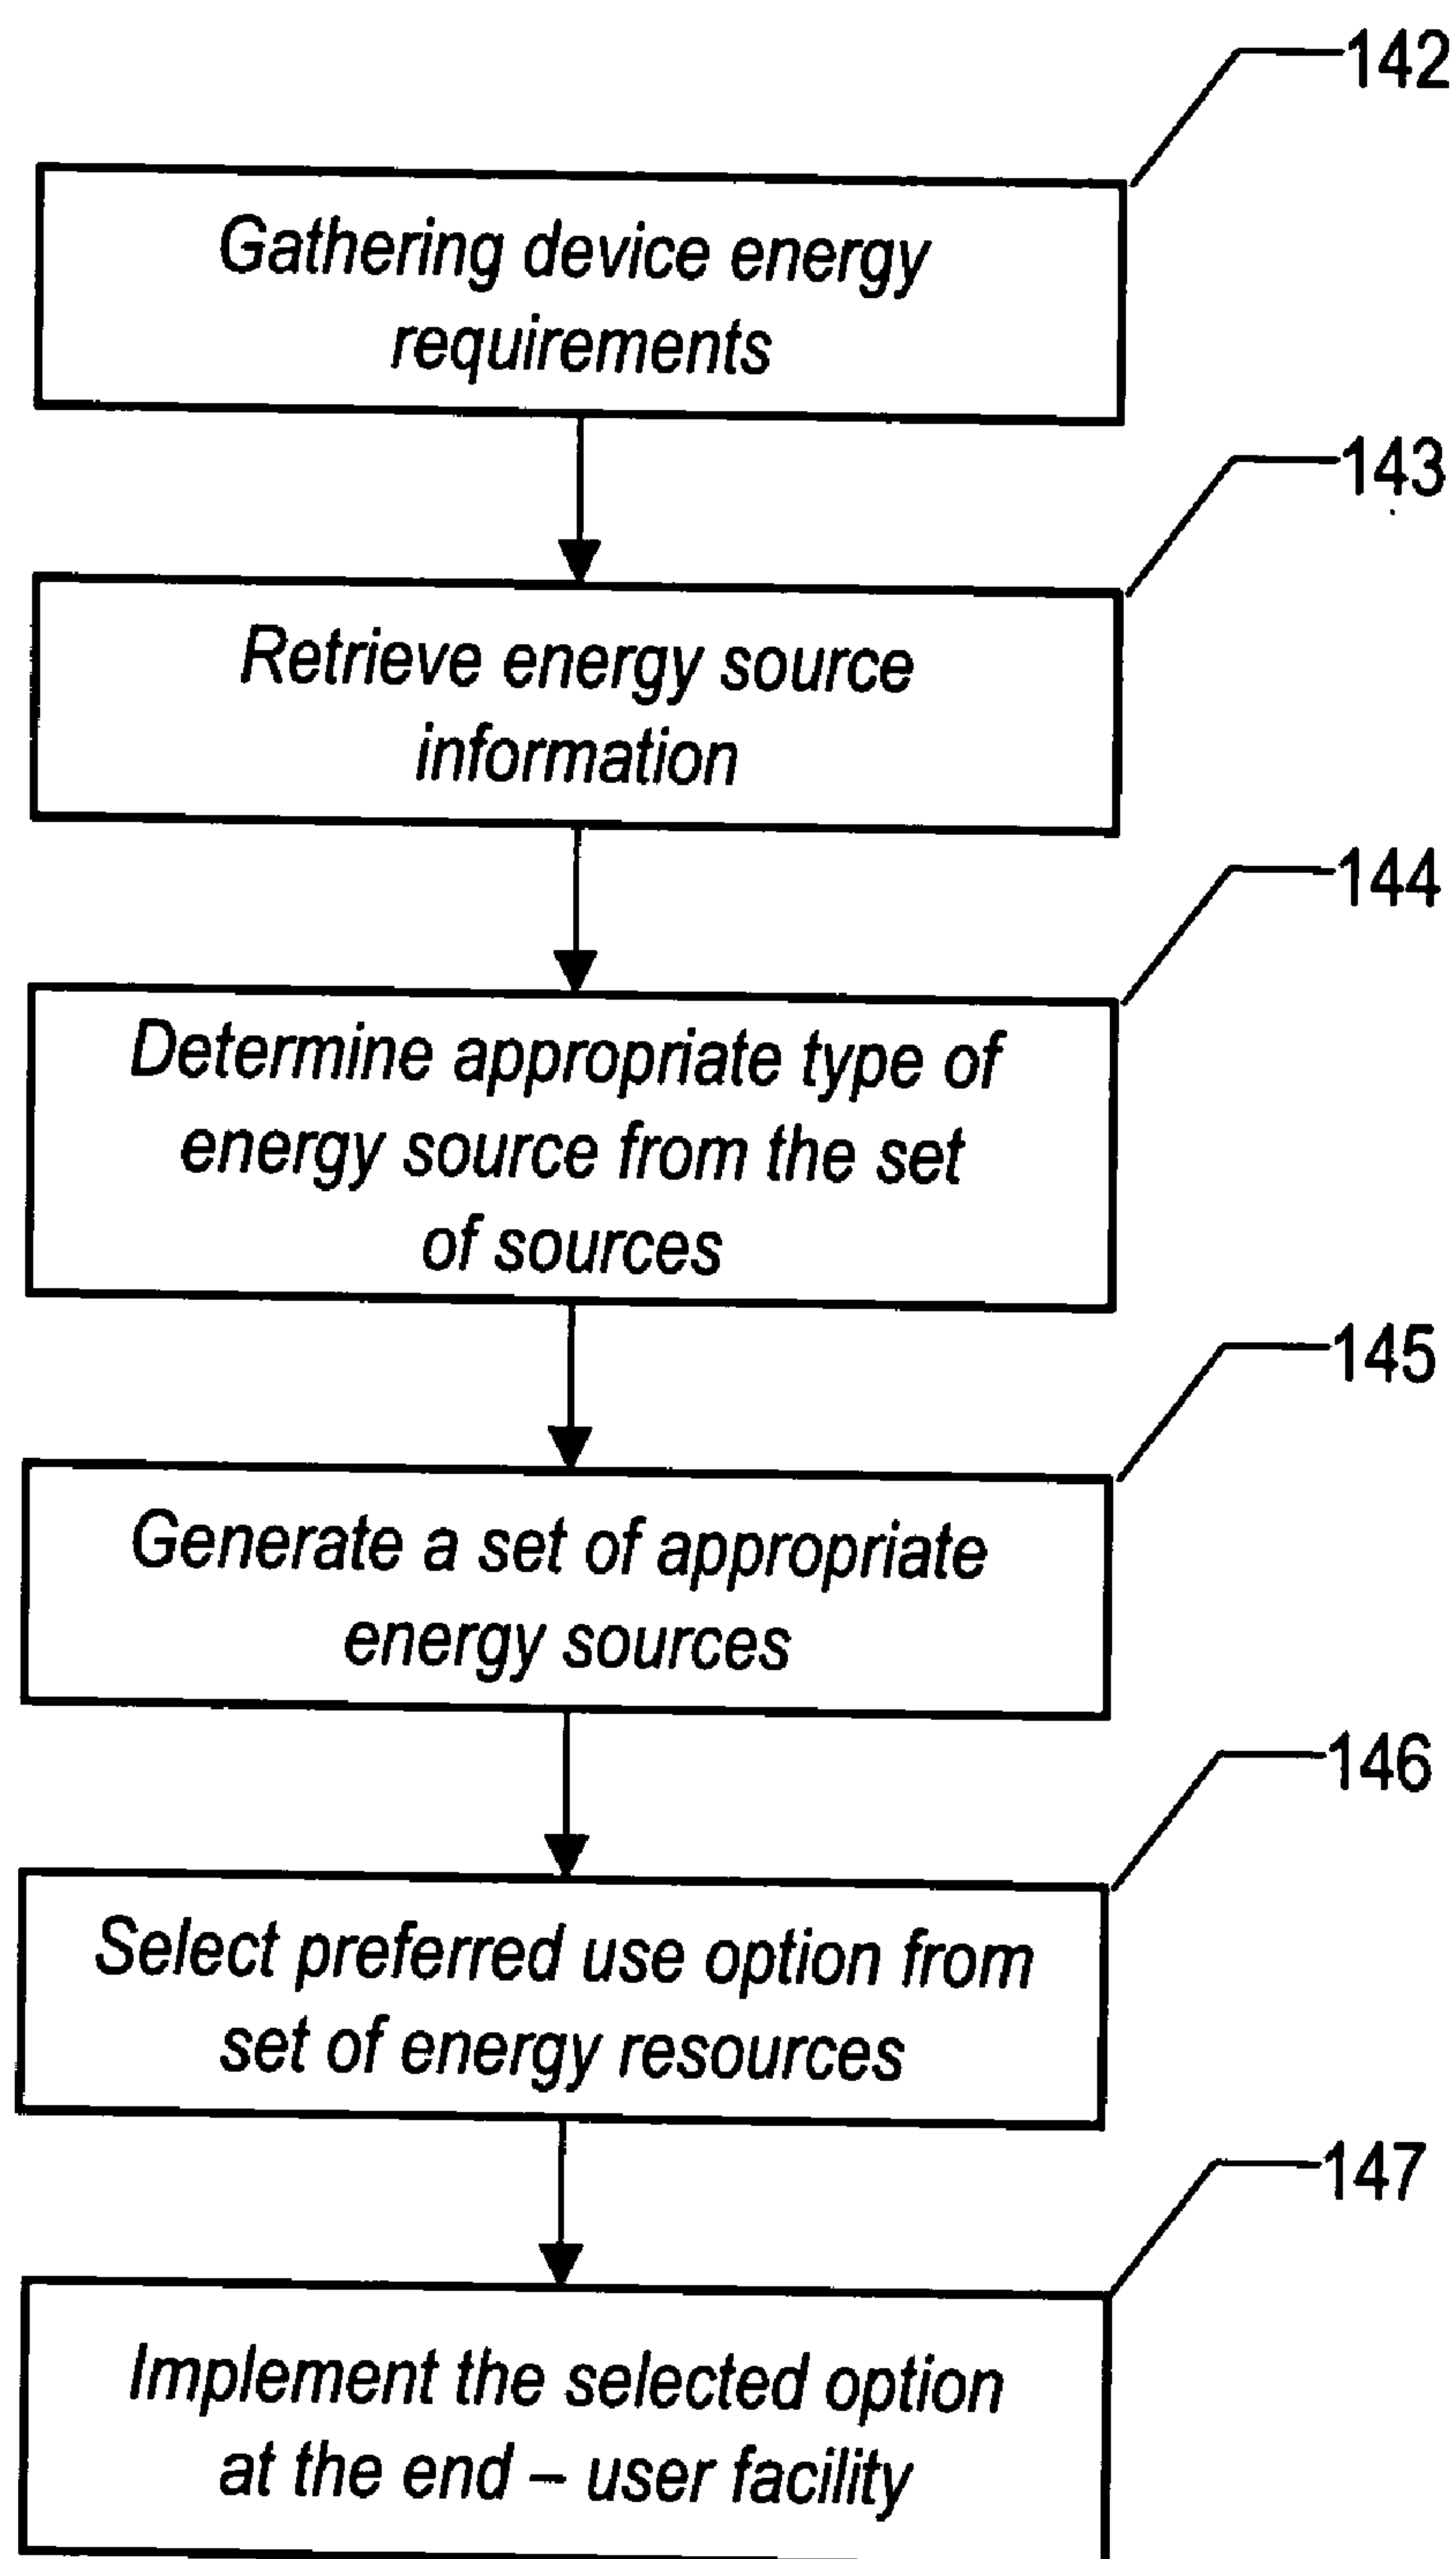 142
Gathering device energy
requirements
143
Retrieve energy source
information
144
Determine appropriate type of
energy source from the set
of sources
145
Generate a set of appropriate
energy sources
146
Select preferred use option from
set of energy resources
147
Implement the selected option
at the end – user facility